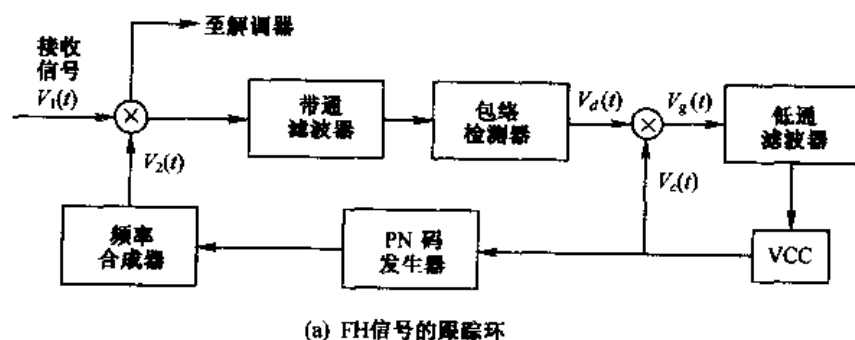 至解调器
接收
信号
V₁(t)
带通
滤波器
包络
检测器
V_d(t)
V_g(t)
低通
滤波器
V₂(t)
V_c(t)
频率
合成器
PN 码
发生器
VCC
(a) FH信号的跟踪环